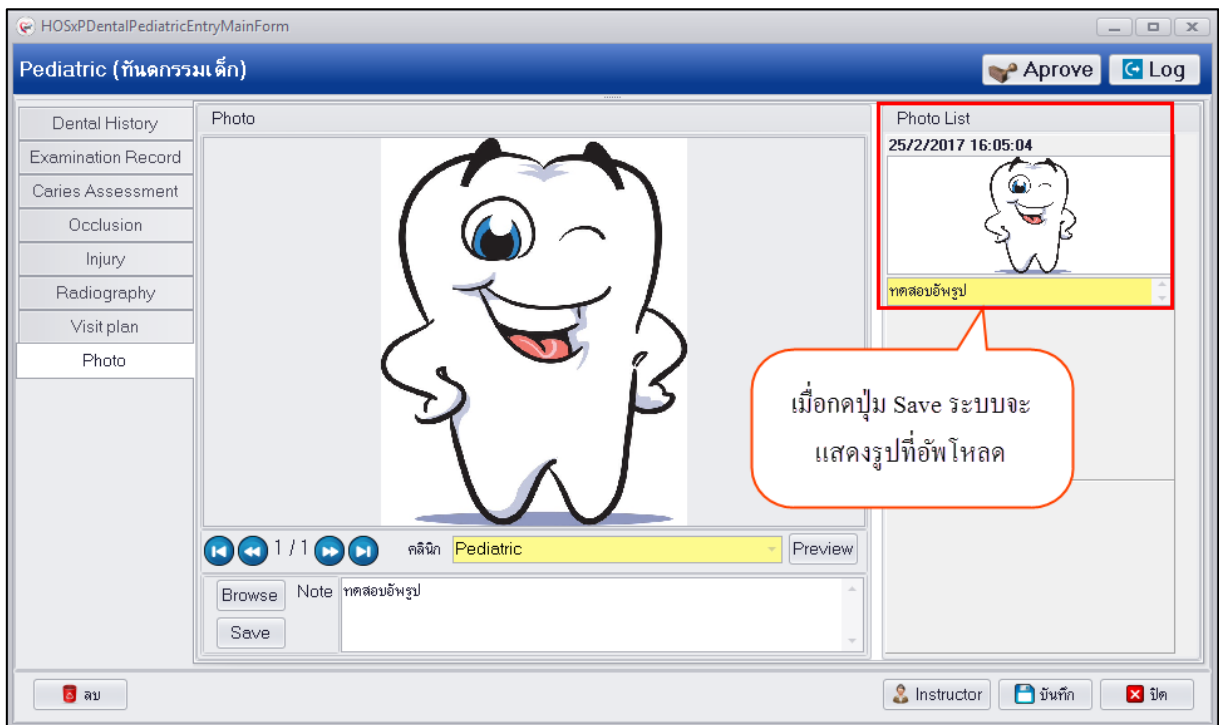 HOSxPDentalPediatricEntryMainForm
Pediatric (ทันตกรรมเด็ก)
Aprove
Log
Dental History
Examination Record
Caries Assessment
Occlusion
Injury
Radiography
Visit plan
Photo
Photo
Photo List
25/2/2017 16:05:04
ทดสอบอัพรูป
เมื่อกดปุ่ม Save ระบบจะ
แสดงรูปที่อัพโหลด
1 / 1
คลินิก
Pediatric
Preview
Browse
Note
ทดสอบอัพรูป
Save
ลบ
Instructor
บันทึก
ปิด